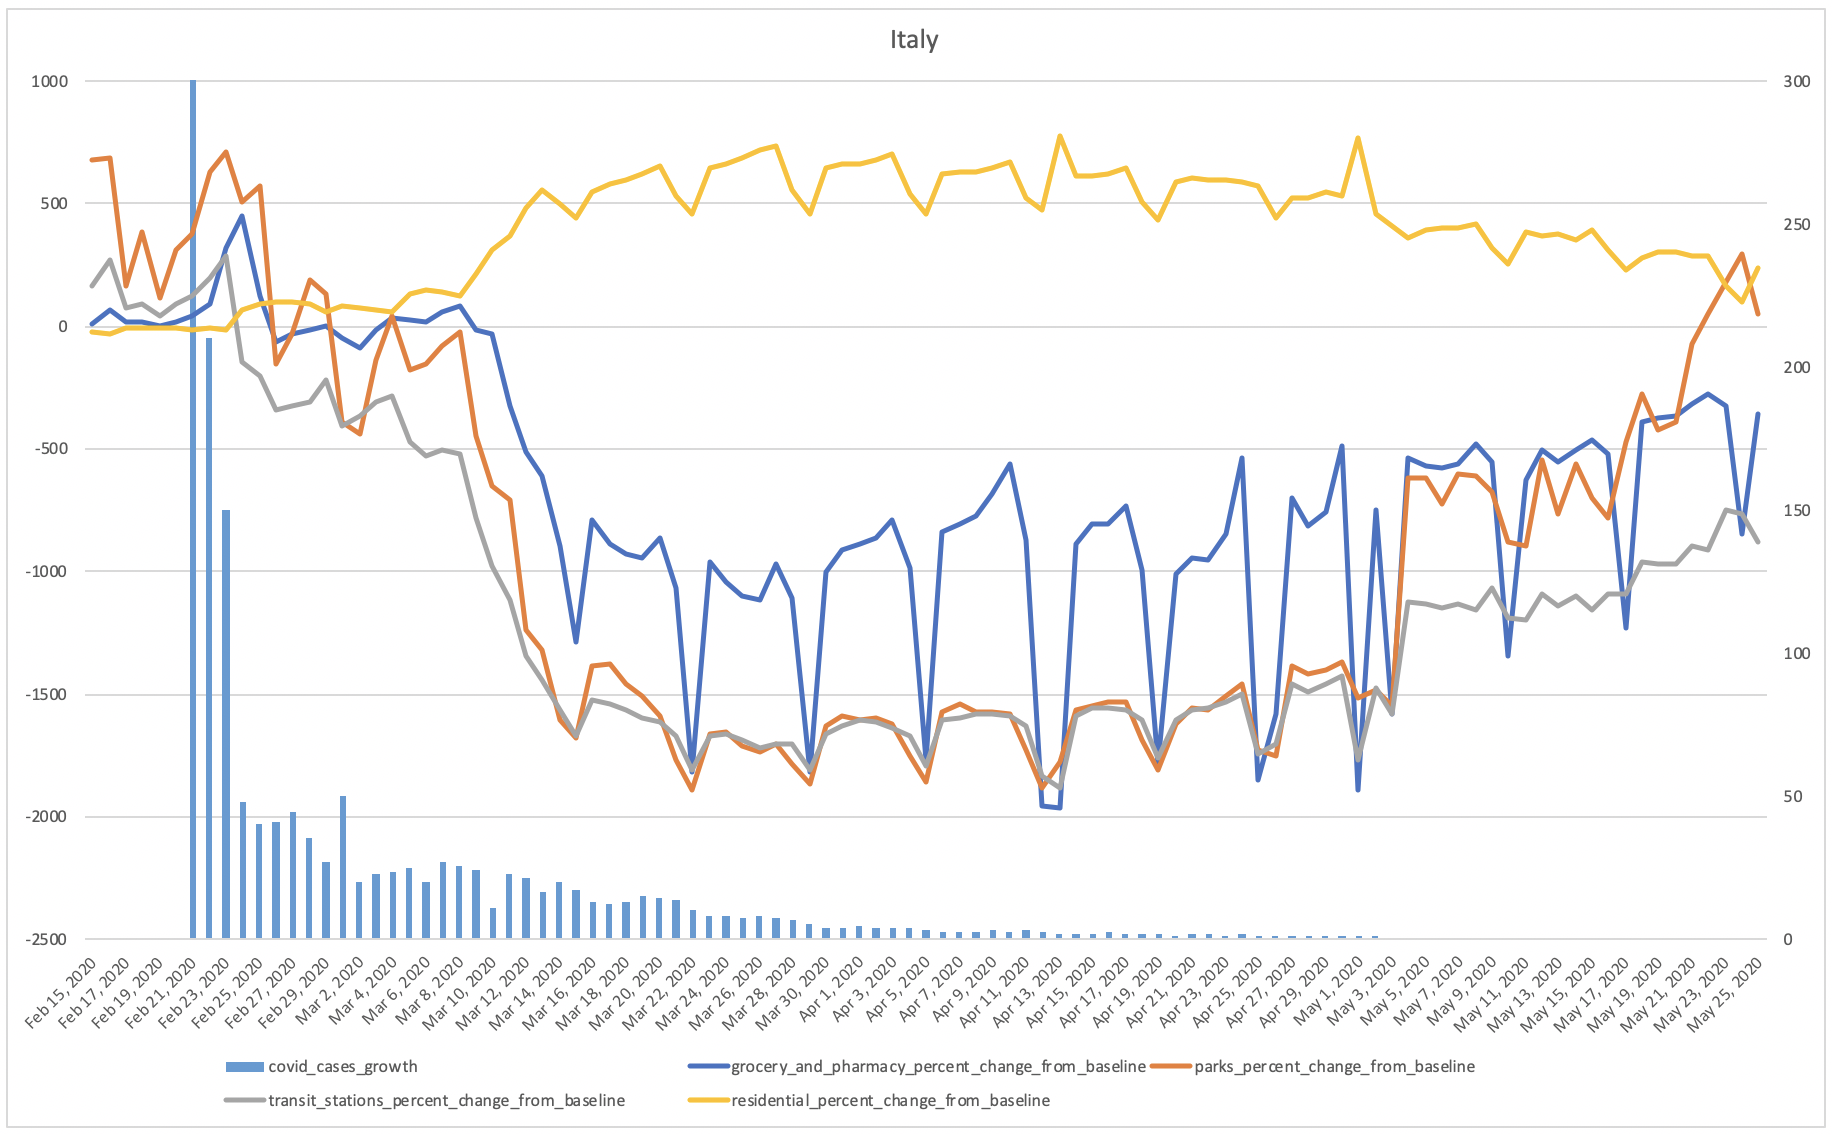 Italy
1000
500
0
-500
-1000
-1500
-2000
-2500
300
250
200
150
100
50
0
Feb 15, 2020
Feb 17, 2020
Feb 19, 2020
Feb 21, 2020
Feb 23, 2020
Feb 25, 2020
Feb 27, 2020
Feb 29, 2020
Mar 2, 2020
Mar 4, 2020
Mar 6, 2020
Mar 8, 2020
Mar 10, 2020
Mar 12, 2020
Mar 14, 2020
Mar 16, 2020
Mar 18, 2020
Mar 20, 2020
Mar 22, 2020
Mar 24, 2020
Mar 26, 2020
Mar 28, 2020
Mar 30, 2020
Apr 1, 2020
Apr 3, 2020
Apr 5, 2020
Apr 7, 2020
Apr 9, 2020
Apr 11, 2020
Apr 13, 2020
Apr 15, 2020
Apr 17, 2020
Apr 19, 2020
Apr 21, 2020
Apr 23, 2020
Apr 25, 2020
Apr 27, 2020
Apr 29, 2020
May 1, 2020
May 3, 2020
May 5, 2020
May 7, 2020
May 9, 2020
May 11, 2020
May 13, 2020
May 15, 2020
May 17, 2020
May 19, 2020
May 21, 2020
May 23, 2020
May 25, 2020
covid_cases_growth
grocery_and_pharmacy_percent_change_from_baseline
parks_percent_change_from_baseline
transit_stations_percent_change_from_baseline
residential_percent_change_from_baseline